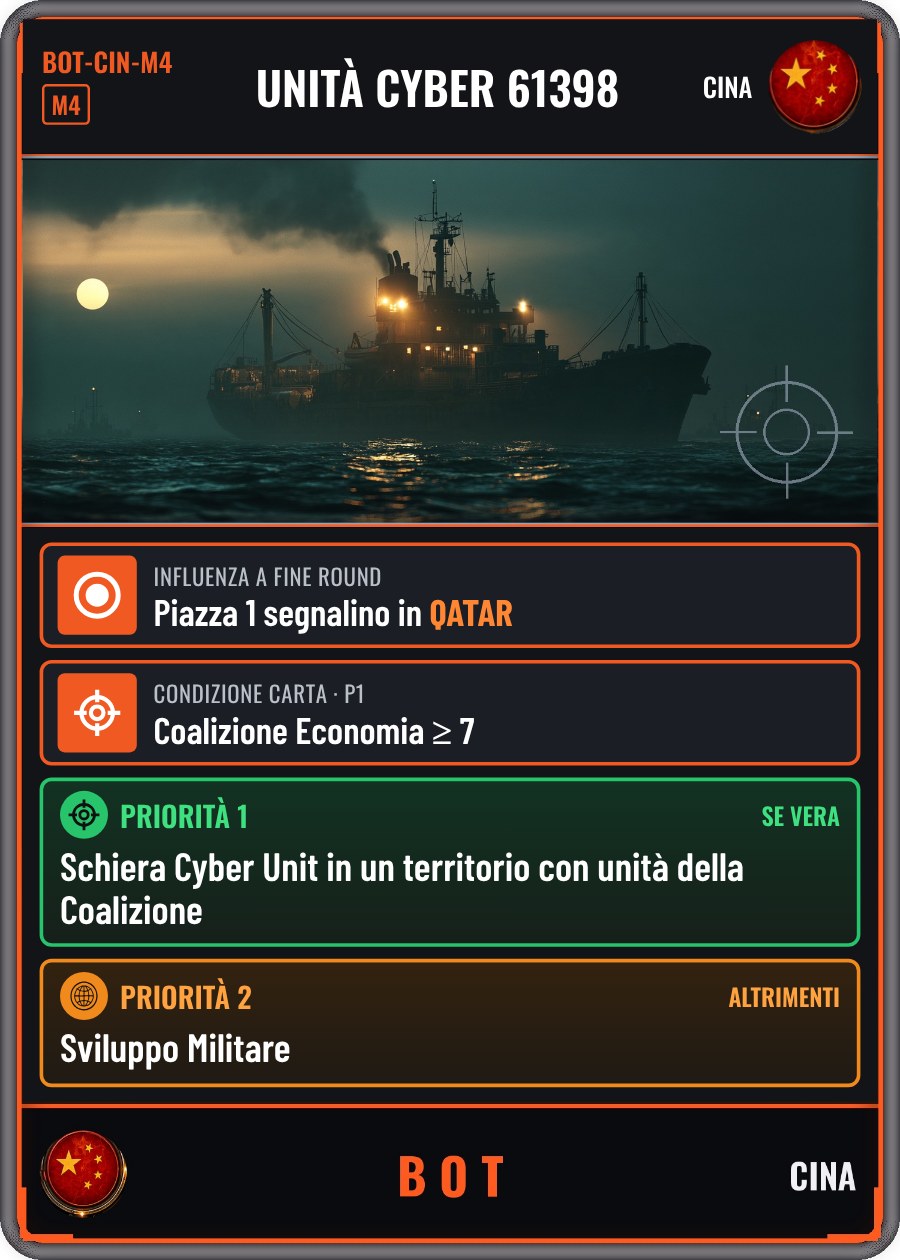 BOT-CIN-M4
M4
UNITÀ CYBER 61398
CINA
INFLUENZA A FINE ROUND
Piazza 1 segnalino in QATAR
CONDIZIONE CARTA · P1
Coalizione Economia ≥ 7
PRIORITÀ 1
SE VERA
Schiera Cyber Unit in un territorio con unità della
Coalizione
PRIORITÀ 2
ALTRIMENTI
Sviluppo Militare
BOT
CINA